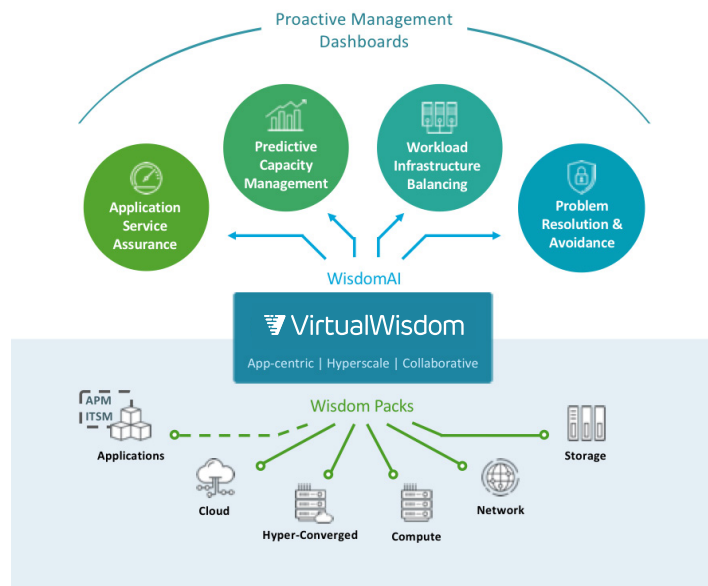 Proactive Management
Dashboards
Predictive
Capacity
Management
Workload
Infrastructure
Balancing
Application
Service
Assurance
Problem
Resolution &
Avoidance
WisdomAI
VirtualWisdom
App-centric | Hyperscale | Collaborative
Wisdom Packs
APM
ITSM
Applications
Storage
Cloud
Network
Hyper-Converged
Compute